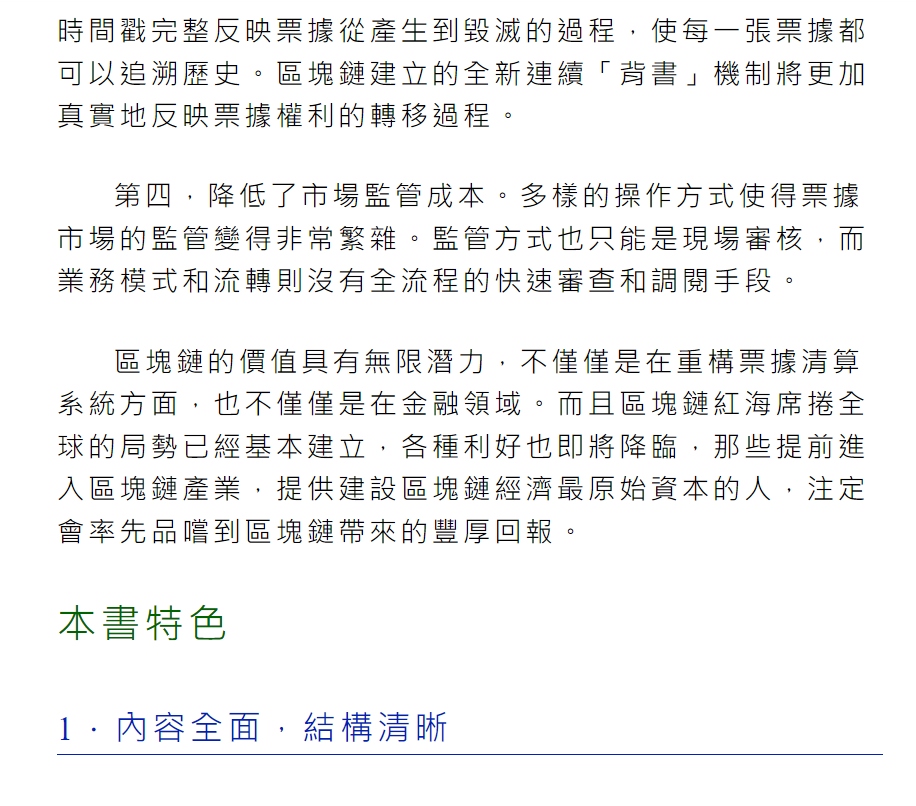 時間戳完整反映票據從產生到毀滅的過程，使每一張票據都
可以追溯歷史。區塊鏈建立的全新連續「背書」機制將更加
真實地反映票據權利的轉移過程。
第四，降低了市場監管成本。多樣的操作方式使得票據
市場的監管變得非常繁雜。監管方式也只能是現場審核，而
業務模式和流轉則沒有全流程的快速審查和調閱手段。
區塊鏈的價值具有無限潛力，不僅僅是在重構票據清算
系統方面，也不僅僅是在金融領域。而且區塊鏈紅海席捲全
球的局勢已經基本建立，各種利好也即將降臨，那些提前進
入區塊鏈產業，提供建設區塊鏈經濟最原始資本的人，注定
會率先品嚐到區塊鏈帶來的豐厚回報。
本書特色
1．內容全面，結構清晰